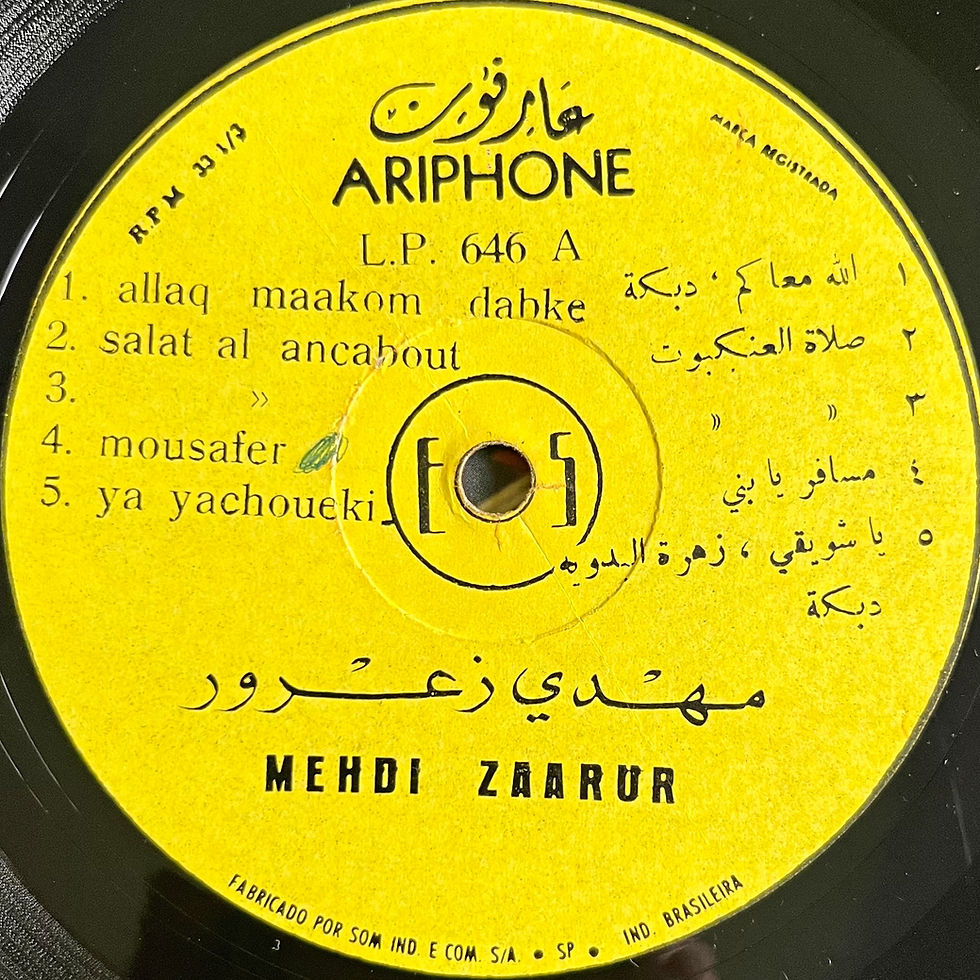 عارفون
ARIPHONE
R.P.M 33 1/3
MARCA REGISTRADA
L.P. 646 A
1. allaq maakom dabke
الله معاكم ، دبكة ١
2. salat al ancabout
صلاة العنكبوت ٢
3. »
» » ٣
4. mousafer
مسافر يا بني ٤
5. ya yachoueki
يا شويقي ، زهرة البدويه ٥
دبكة
E S
مهدي زعرور
MEHDI ZAARUR
FABRICADO POR SOM IND. E COM. S/A. • SP • IND. BRASILEIRA
3